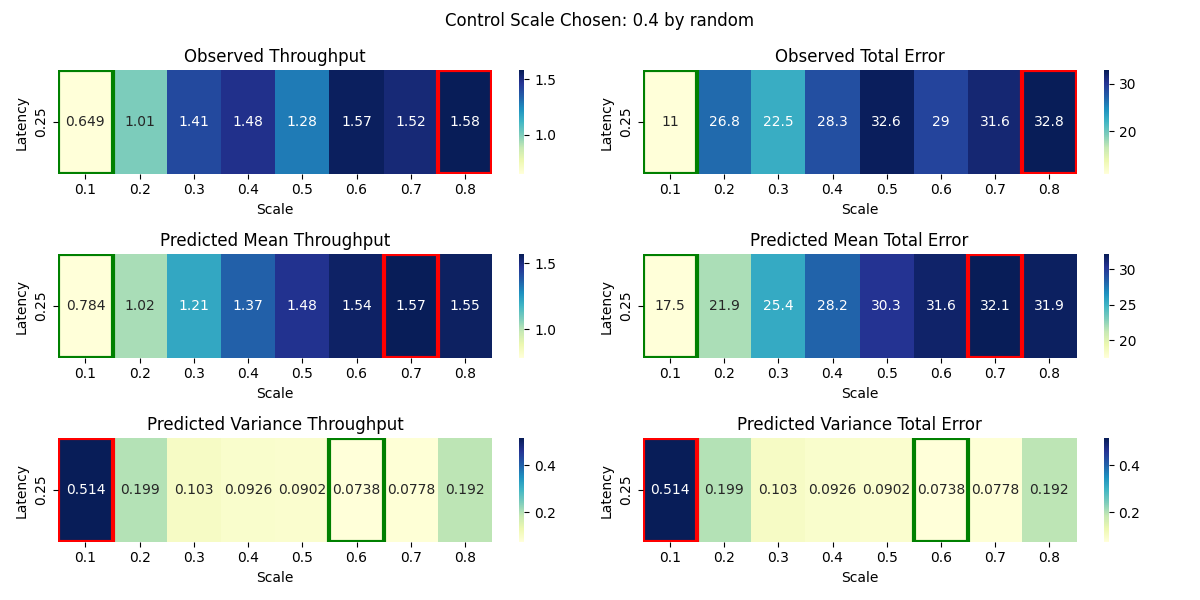 Control Scale Chosen: 0.4 by random
Observed Throughput
Latency
0.25
0.649 1.01 1.41 1.48 1.28 1.57 1.52 1.58
0.1 0.2 0.3 0.4 0.5 0.6 0.7 0.8
Scale
1.5
1.0
Observed Total Error
Latency
0.25
11 26.8 22.5 28.3 32.6 29 31.6 32.8
0.1 0.2 0.3 0.4 0.5 0.6 0.7 0.8
Scale
30
20
Predicted Mean Throughput
Latency
0.25
0.784 1.02 1.21 1.37 1.48 1.54 1.57 1.55
0.1 0.2 0.3 0.4 0.5 0.6 0.7 0.8
Scale
1.5
1.0
Predicted Mean Total Error
Latency
0.25
17.5 21.9 25.4 28.2 30.3 31.6 32.1 31.9
0.1 0.2 0.3 0.4 0.5 0.6 0.7 0.8
Scale
30
25
20
Predicted Variance Throughput
Latency
0.25
0.514 0.199 0.103 0.0926 0.0902 0.0738 0.0778 0.192
0.1 0.2 0.3 0.4 0.5 0.6 0.7 0.8
Scale
0.4
0.2
Predicted Variance Total Error
Latency
0.25
0.514 0.199 0.103 0.0926 0.0902 0.0738 0.0778 0.192
0.1 0.2 0.3 0.4 0.5 0.6 0.7 0.8
Scale
0.4
0.2